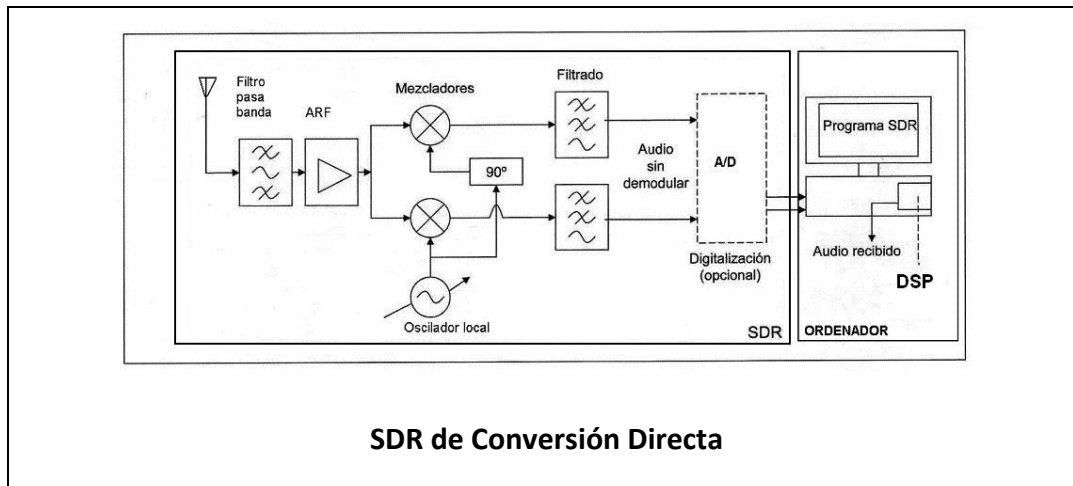 Filtro
pasa
banda
ARF
Mezcladores
90º
Oscilador local
Filtrado
Audio
sin
demodular
A/D
Digitalización
(opcional)
SDR
Programa SDR
Audio recibido
DSP
ORDENADOR
SDR de Conversión Directa